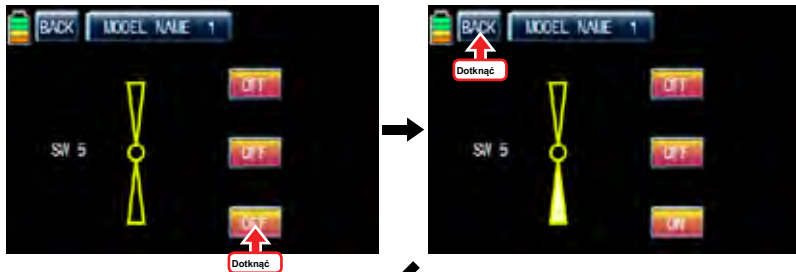 BACK MODEL NAME 1
OFF
SW 5 OFF
OFF
Dotknąć
BACK MODEL NAME 1
Dotknąć
OFF
SW 5 OFF
ON